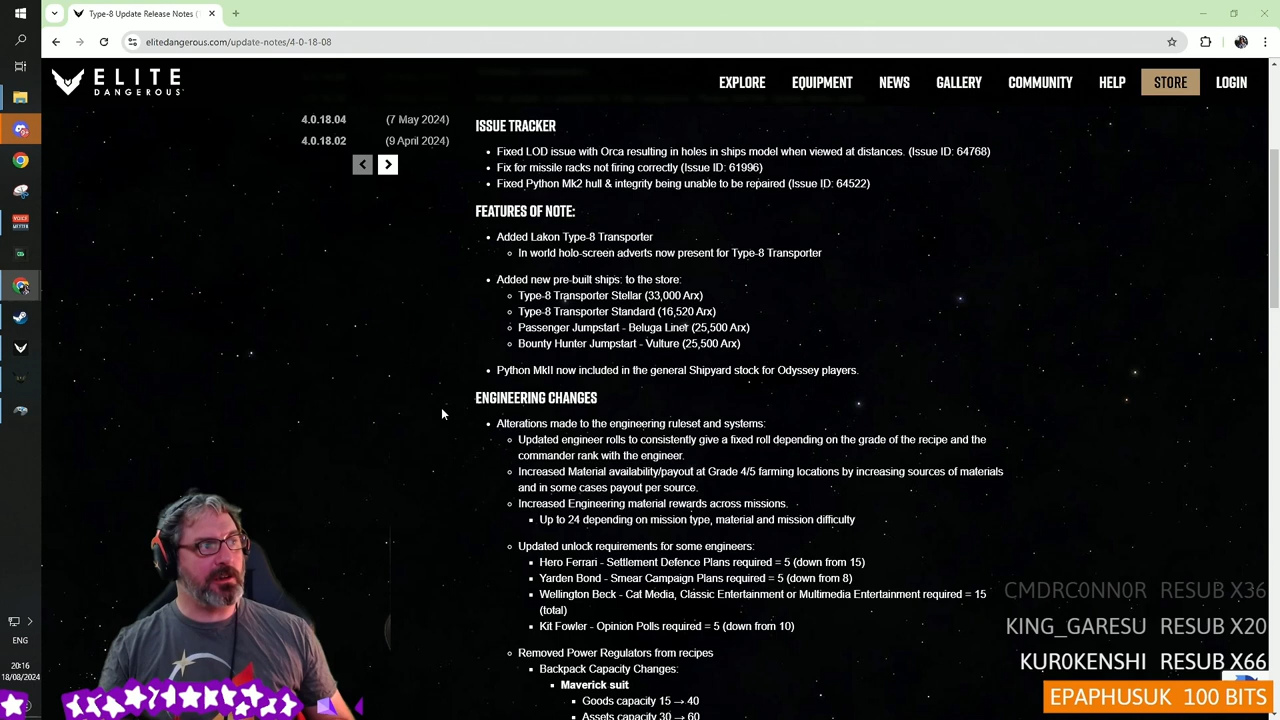 Type-8 Update Release Notes (
elitedangerous.com/update-notes/4-0-18-08
ELITE
DANGEROUS
EXPLORE
EQUIPMENT
NEWS
GALLERY
COMMUNITY
HELP
STORE
LOGIN
4.0.18.04 (7 May 2024)
4.0.18.02 (9 April 2024)
ISSUE TRACKER
• Fixed LOD issue with Orca resulting in holes in ships model when viewed at distances. (Issue ID: 64768)
• Fix for missile racks not firing correctly (Issue ID: 61996)
• Fixed Python Mk2 hull & integrity being unable to be repaired (Issue ID: 64522)
FEATURES OF NOTE:
• Added Lakon Type-8 Transporter
In world holo-screen adverts now present for Type-8 Transporter
• Added new pre-built ships: to the store:
Type-8 Transporter Stellar (33,000 Arx)
Type-8 Transporter Standard (16,520 Arx)
Passenger Jumpstart - Beluga Liner (25,500 Arx)
Bounty Hunter Jumpstart - Vulture (25,500 Arx)
• Python MkII now included in the general Shipyard stock for Odyssey players.
ENGINEERING CHANGES
• Alterations made to the engineering ruleset and systems:
Updated engineer rolls to consistently give a fixed roll depending on the grade of the recipe and the
commander rank with the engineer.
Increased Material availability/payout at Grade 4/5 farming locations by increasing sources of materials
and in some cases payout per source.
Increased Engineering material rewards across missions.
Up to 24 depending on mission type, material and mission difficulty
Updated unlock requirements for some engineers:
Hero Ferrari - Settlement Defence Plans required = 5 (down from 15)
Yarden Bond - Smear Campaign Plans required = 5 (down from 8)
Wellington Beck - Cat Media, Classic Entertainment or Multimedia Entertainment required = 15
(total)
Kit Fowler - Opinion Polls required = 5 (down from 10)
Removed Power Regulators from recipes
Backpack Capacity Changes:
Maverick suit
Goods capacity 15 → 40
Assets capacity 30 → 60
CMDRC0NN0R RESUB X36
KING_GARESU RESUB X20
KUR0KENSHI RESUB X66
EPAPHUSUK 100 BITS
ENG
20:16
18/08/2024